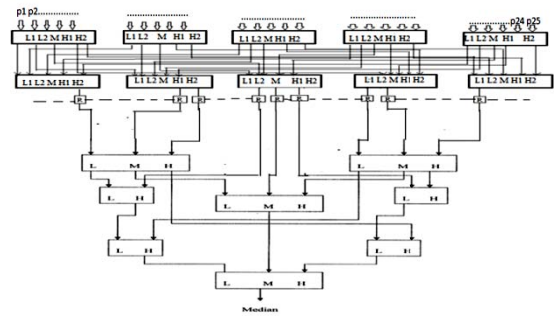 p1 p2................ ................ ................ ................ ................p24 p25
L1 L2 M H1 H2 L1 L2 M H1 H2 L1 L2 M H1 H2 L1 L2 M H1 H2 L1 L2 M H1 H2
L1 L2 M H1 H2 L1 L2 M H1 H2 L1 L2 M H1 H2 L1 L2 M H1 H2 L1 L2 M H1 H2
R R R R R R R R R
L M H L M H
L H L M H L H
L H L H
L M H
Median